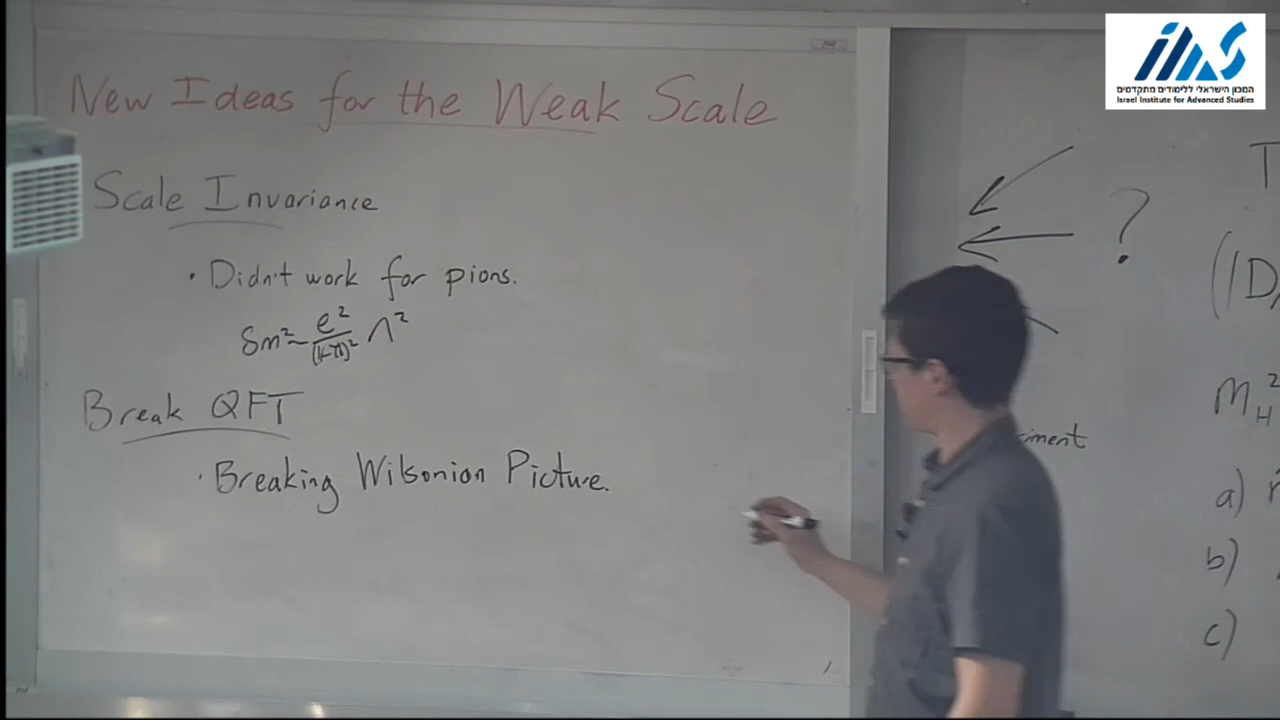 New Ideas for the Weak Scale
Scale Invariance
• Didn't work for pions.
δm² ~ e²/(4π)² Λ²
Break QFT
• Breaking Wilsonian Picture.
?
m_H²
a)
b)
c)
iias
המכון הישראלי ללימודים מתקדמים
Israel Institute for Advanced Studies